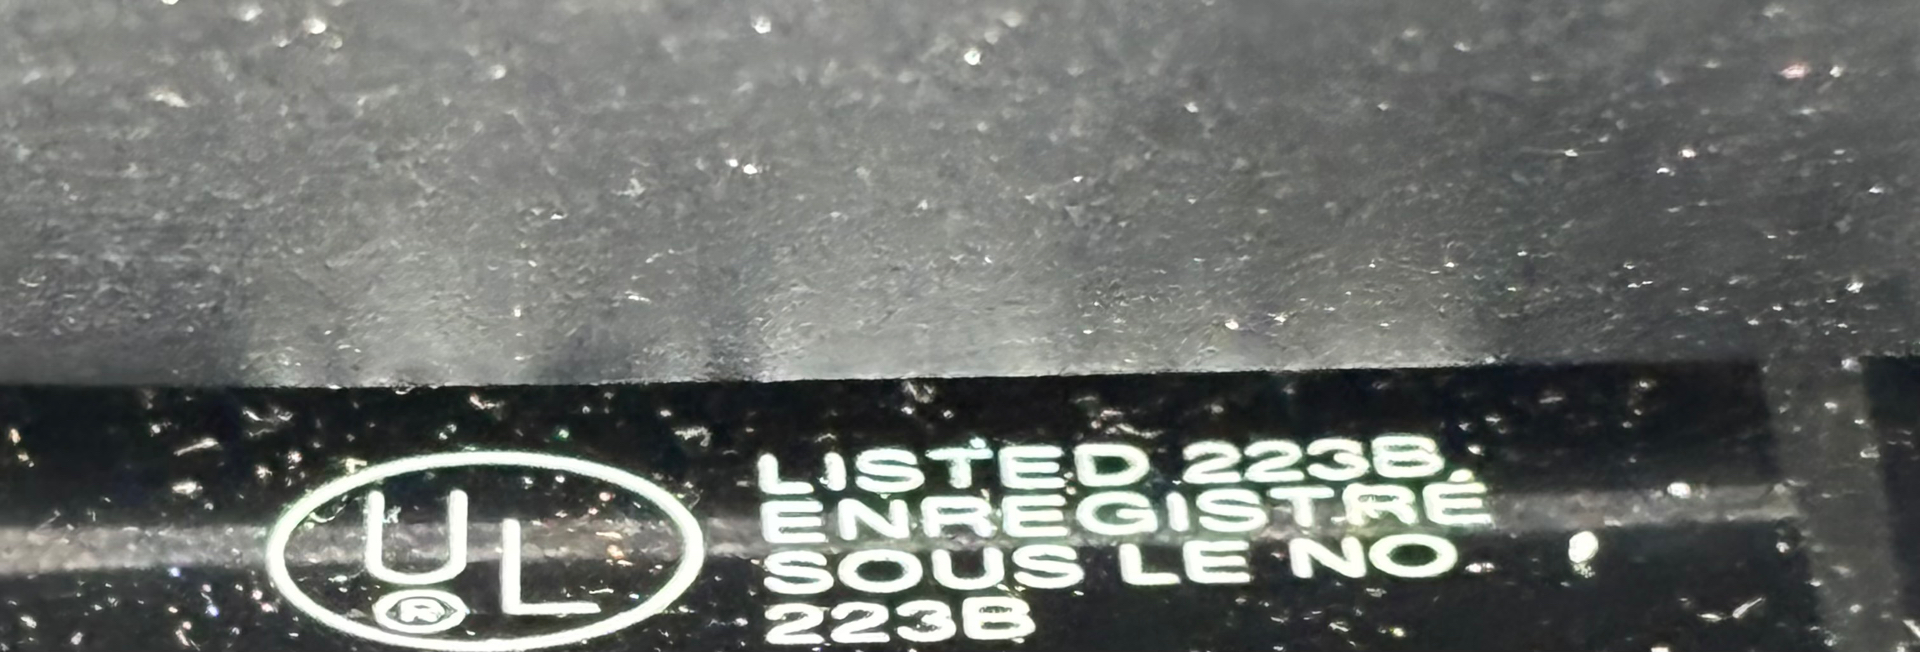 UL
®
LISTED 223B
ENREGISTRÉ
SOUS LE NO
223B